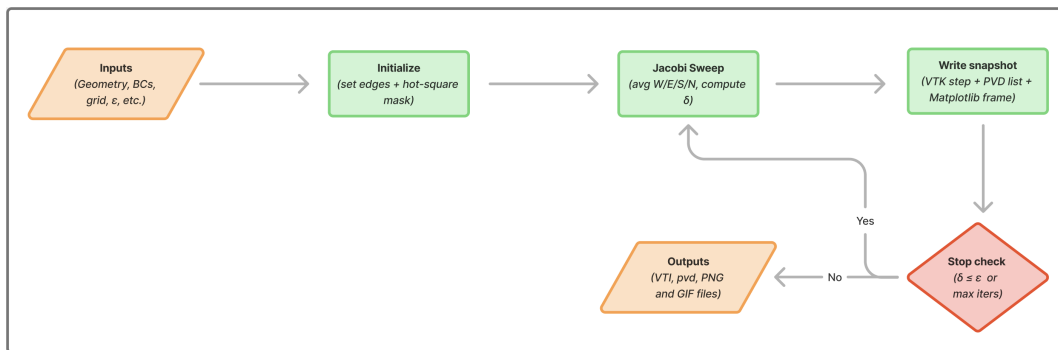 Inputs
(Geometry, BCs,
grid, ε, etc.)
Initialize
(set edges + hot-square
mask)
Jacobi Sweep
(avg W/E/S/N, compute
δ)
Write snapshot
(VTK step + PVD list +
Matplotlib frame)
Yes
Stop check
(δ ≤ ε or
max iters)
No
Outputs
(VTI, pvd, PNG
and GIF files)